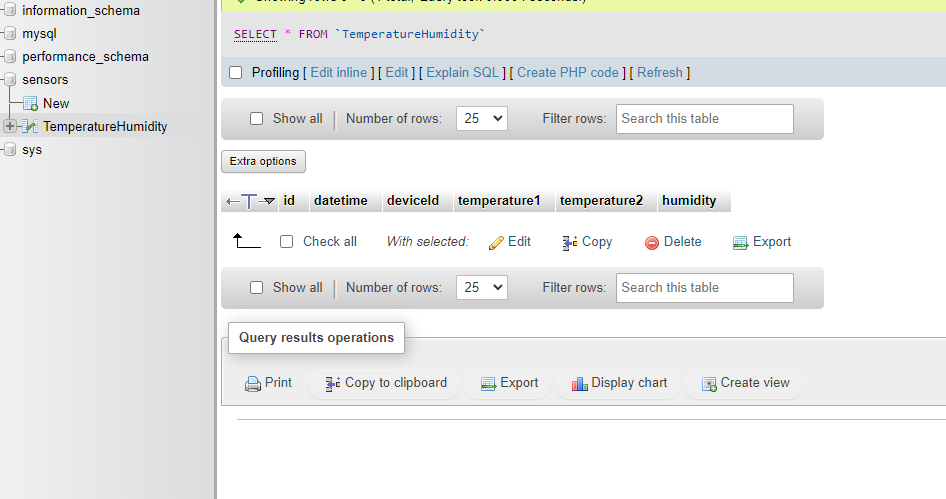 information_schema
mysql
performance_schema
sensors
New
TemperatureHumidity
sys
SELECT * FROM `TemperatureHumidity`
Profiling [ Edit inline ] [ Edit ] [ Explain SQL ] [ Create PHP code ] [ Refresh ]
Show all | Number of rows: 25 Filter rows: Search this table
Extra options
id datetime deviceId temperature1 temperature2 humidity
Check all With selected: Edit Copy Delete Export
Show all | Number of rows: 25 Filter rows: Search this table
Query results operations
Print Copy to clipboard Export Display chart Create view